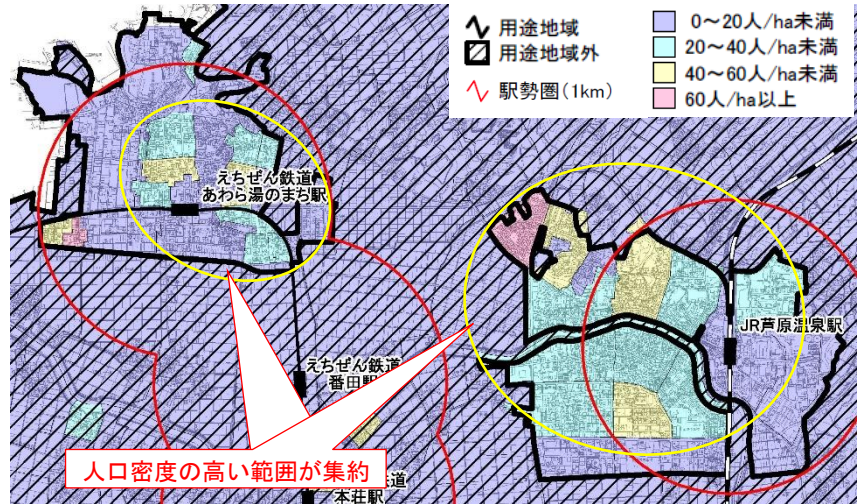 用途地域
用途地域外
駅勢圏(1km)
0～20人/ha未満
20～40人/ha未満
40～60人/ha未満
60人/ha以上
えちぜん鉄道
あわら湯のまち駅
JR芦原温泉駅
えちぜん鉄道
番田駅
人口密度の高い範囲が集約
鉄道
本荘駅